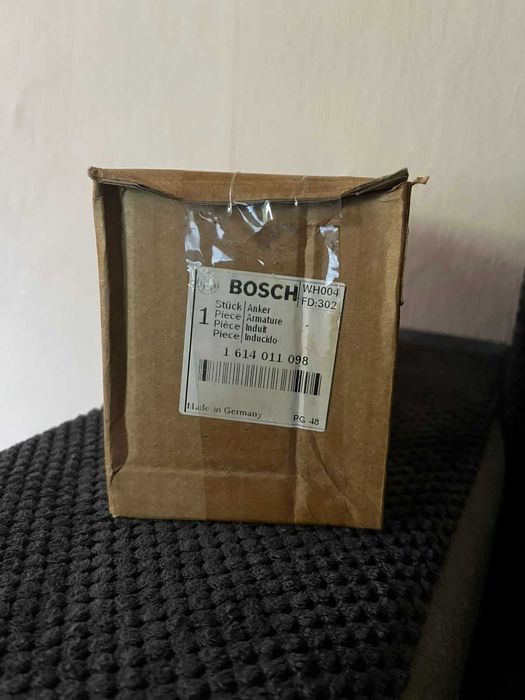 BOSCH WH004
FD:302
1 Stück Anker
Piece Armature
Pièce Induit
Piece Inducido
1 614 011 098
Made in Germany
PG 48